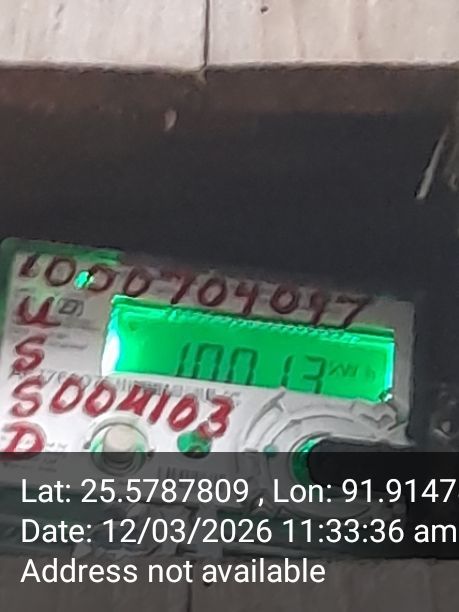 1000704047
U
S
100.13 kWh
S004103
D
Lat: 25.5787809 , Lon: 91.9147
Date: 12/03/2026 11:33:36 am
Address not available